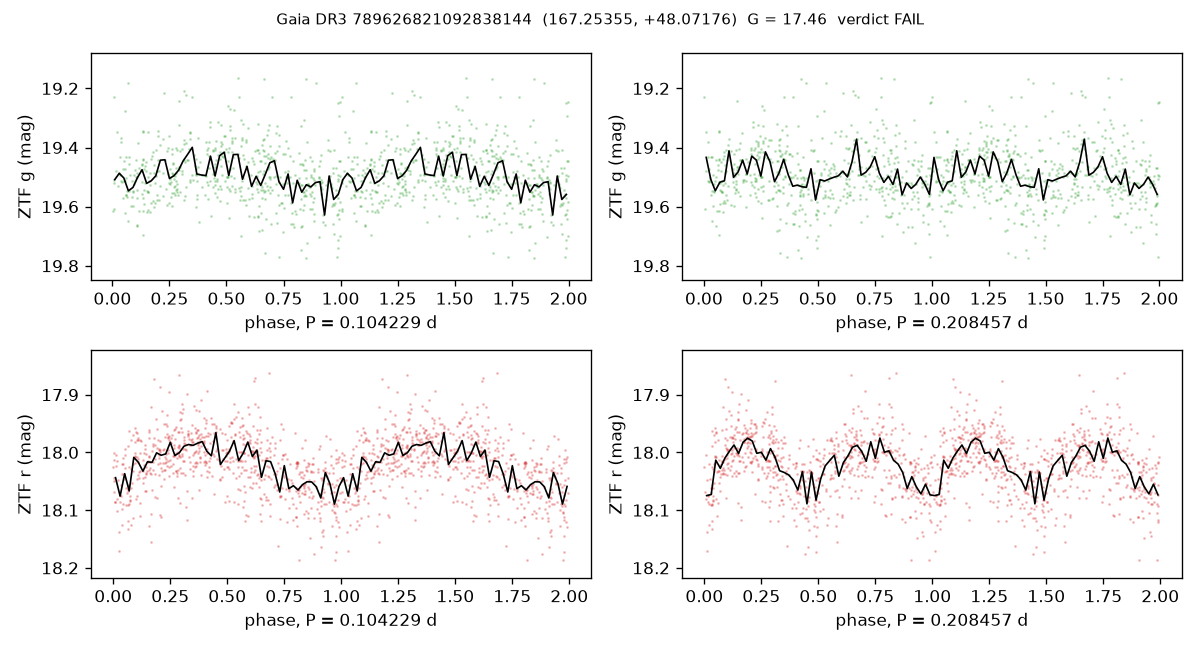 Gaia DR3 789626821092838144  (167.25355, +48.07176)  G = 17.46  verdict FAIL
ZTF g (mag)
19.2
19.4
19.6
19.8
0.00 0.25 0.50 0.75 1.00 1.25 1.50 1.75 2.00
phase, P = 0.104229 d
ZTF g (mag)
19.2
19.4
19.6
19.8
0.00 0.25 0.50 0.75 1.00 1.25 1.50 1.75 2.00
phase, P = 0.208457 d
ZTF r (mag)
17.9
18.0
18.1
18.2
0.00 0.25 0.50 0.75 1.00 1.25 1.50 1.75 2.00
phase, P = 0.104229 d
ZTF r (mag)
17.9
18.0
18.1
18.2
0.00 0.25 0.50 0.75 1.00 1.25 1.50 1.75 2.00
phase, P = 0.208457 d